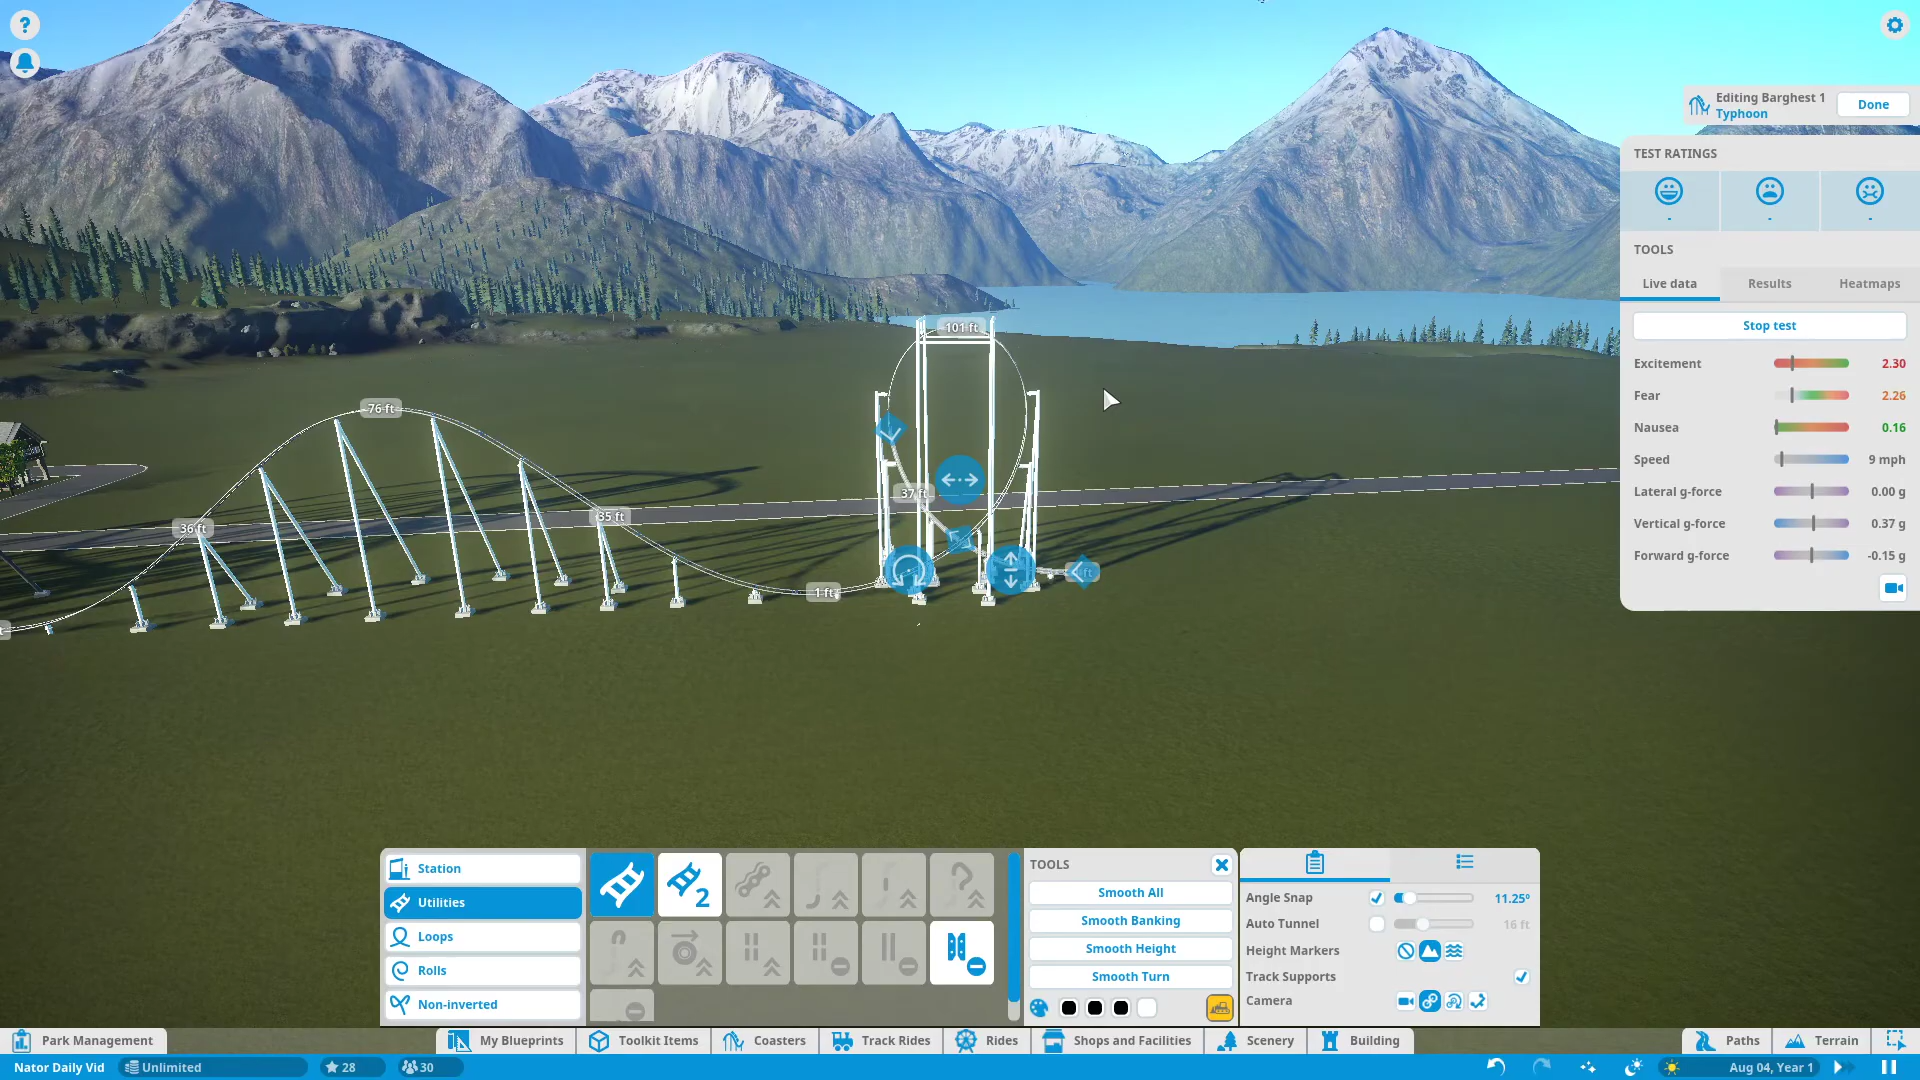 ?
Editing Barghest 1
Typhoon
Done
TEST RATINGS
-
-
-
TOOLS
Live data
Results
Heatmaps
Stop test
Excitement
2.30
Fear
2.26
Nausea
0.16
Speed
9 mph
Lateral g-force
0.00 g
Vertical g-force
0.37 g
Forward g-force
-0.15 g
101 ft
76 ft
37 ft
36 ft
35 ft
1 ft
ft
Station
Utilities
Loops
Rolls
Non-inverted
2
TOOLS
Smooth All
Smooth Banking
Smooth Height
Smooth Turn
Angle Snap
11.25º
Auto Tunnel
16 ft
Height Markers
Track Supports
Camera
Park Management
My Blueprints
Toolkit Items
Coasters
Track Rides
Rides
Shops and Facilities
Scenery
Building
Paths
Terrain
Nator Daily Vid
Unlimited
28
30
Aug 04, Year 1